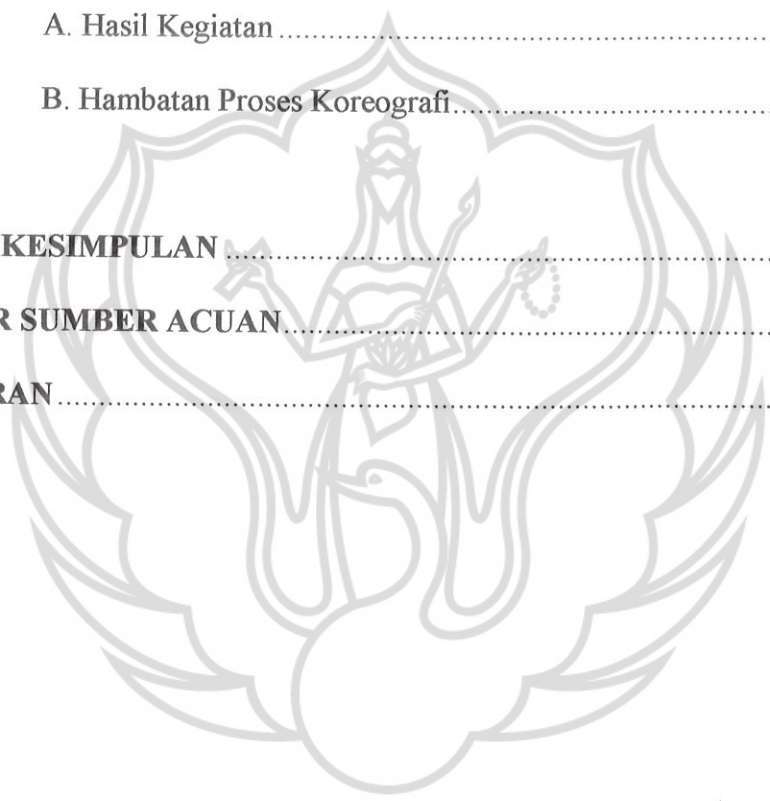 A. Hasil Kegiatan ..........................................................................
B. Hambatan Proses Koreografi ................................................
KESIMPULAN ..............................................................................
R SUMBER ACUAN .....................................................................
RAN ..............................................................................................